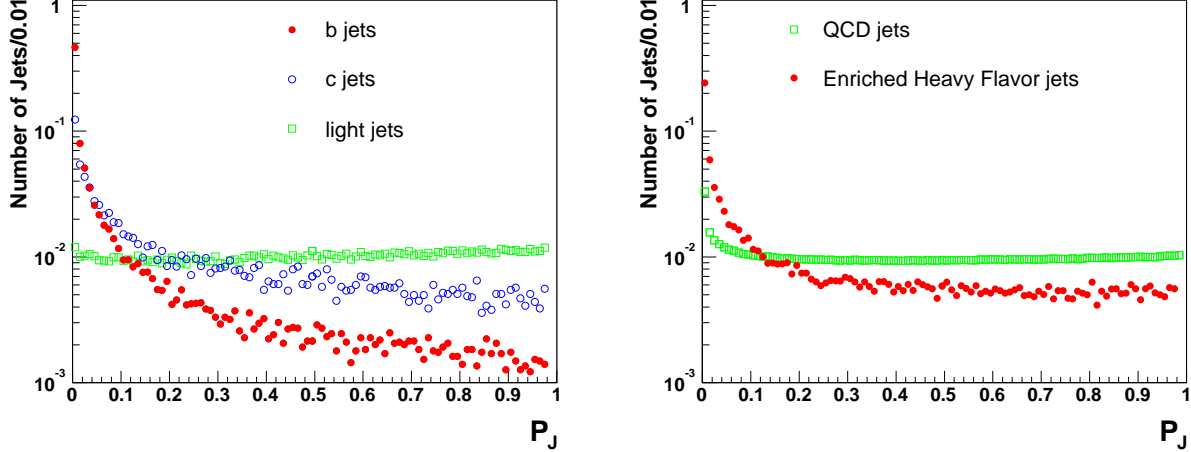 Number of Jets/0.01
1
10^-1
10^-2
10^-3
b jets
c jets
light jets
0 0.1 0.2 0.3 0.4 0.5 0.6 0.7 0.8 0.9 1
P_J
Number of Jets/0.01
1
10^-1
10^-2
10^-3
QCD jets
Enriched Heavy Flavor jets
0 0.1 0.2 0.3 0.4 0.5 0.6 0.7 0.8 0.9 1
P_J